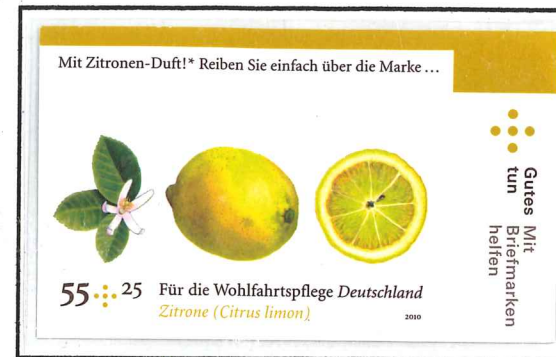 Mit Zitronen-Duft!* Reiben Sie einfach über die Marke ...
Gutes Mit
tun Briefmarken
helfen
55 25 Für die Wohlfahrtspflege Deutschland
Zitrone (Citrus limon)
2010